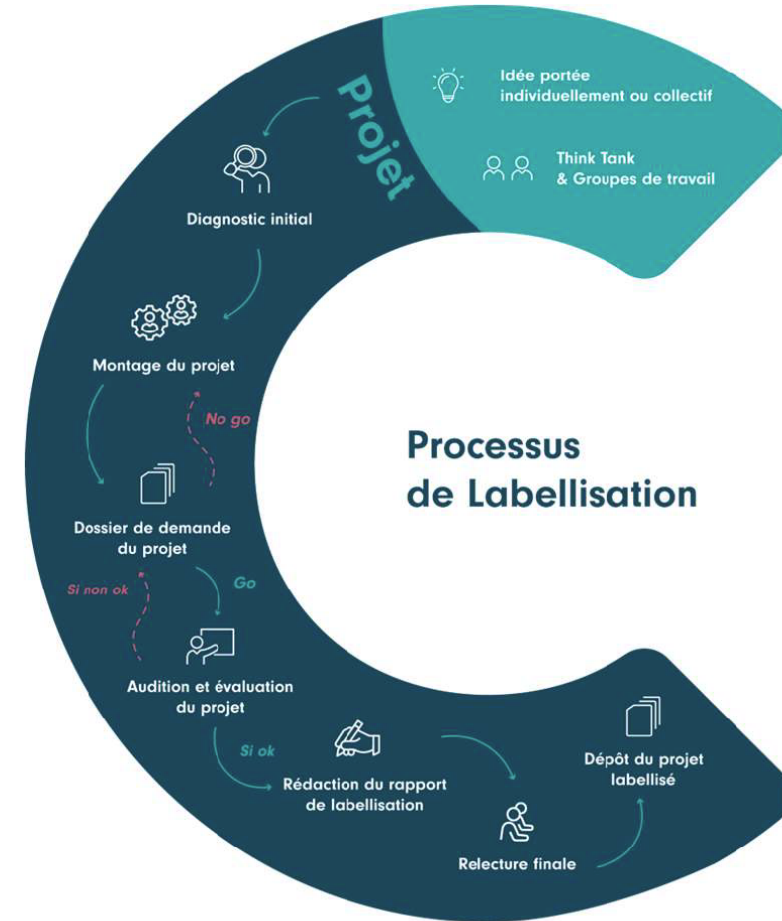 Idée portée
individuellement ou collectif
Think Tank
& Groupes de travail
Projet
Diagnostic initial
Montage du projet
No go
Dossier de demande
du projet
Si non ok
Go
Audition et évaluation
du projet
Si ok
Rédaction du rapport
de labellisation
Relecture finale
Dépôt du projet
labellisé
Processus
de Labellisation